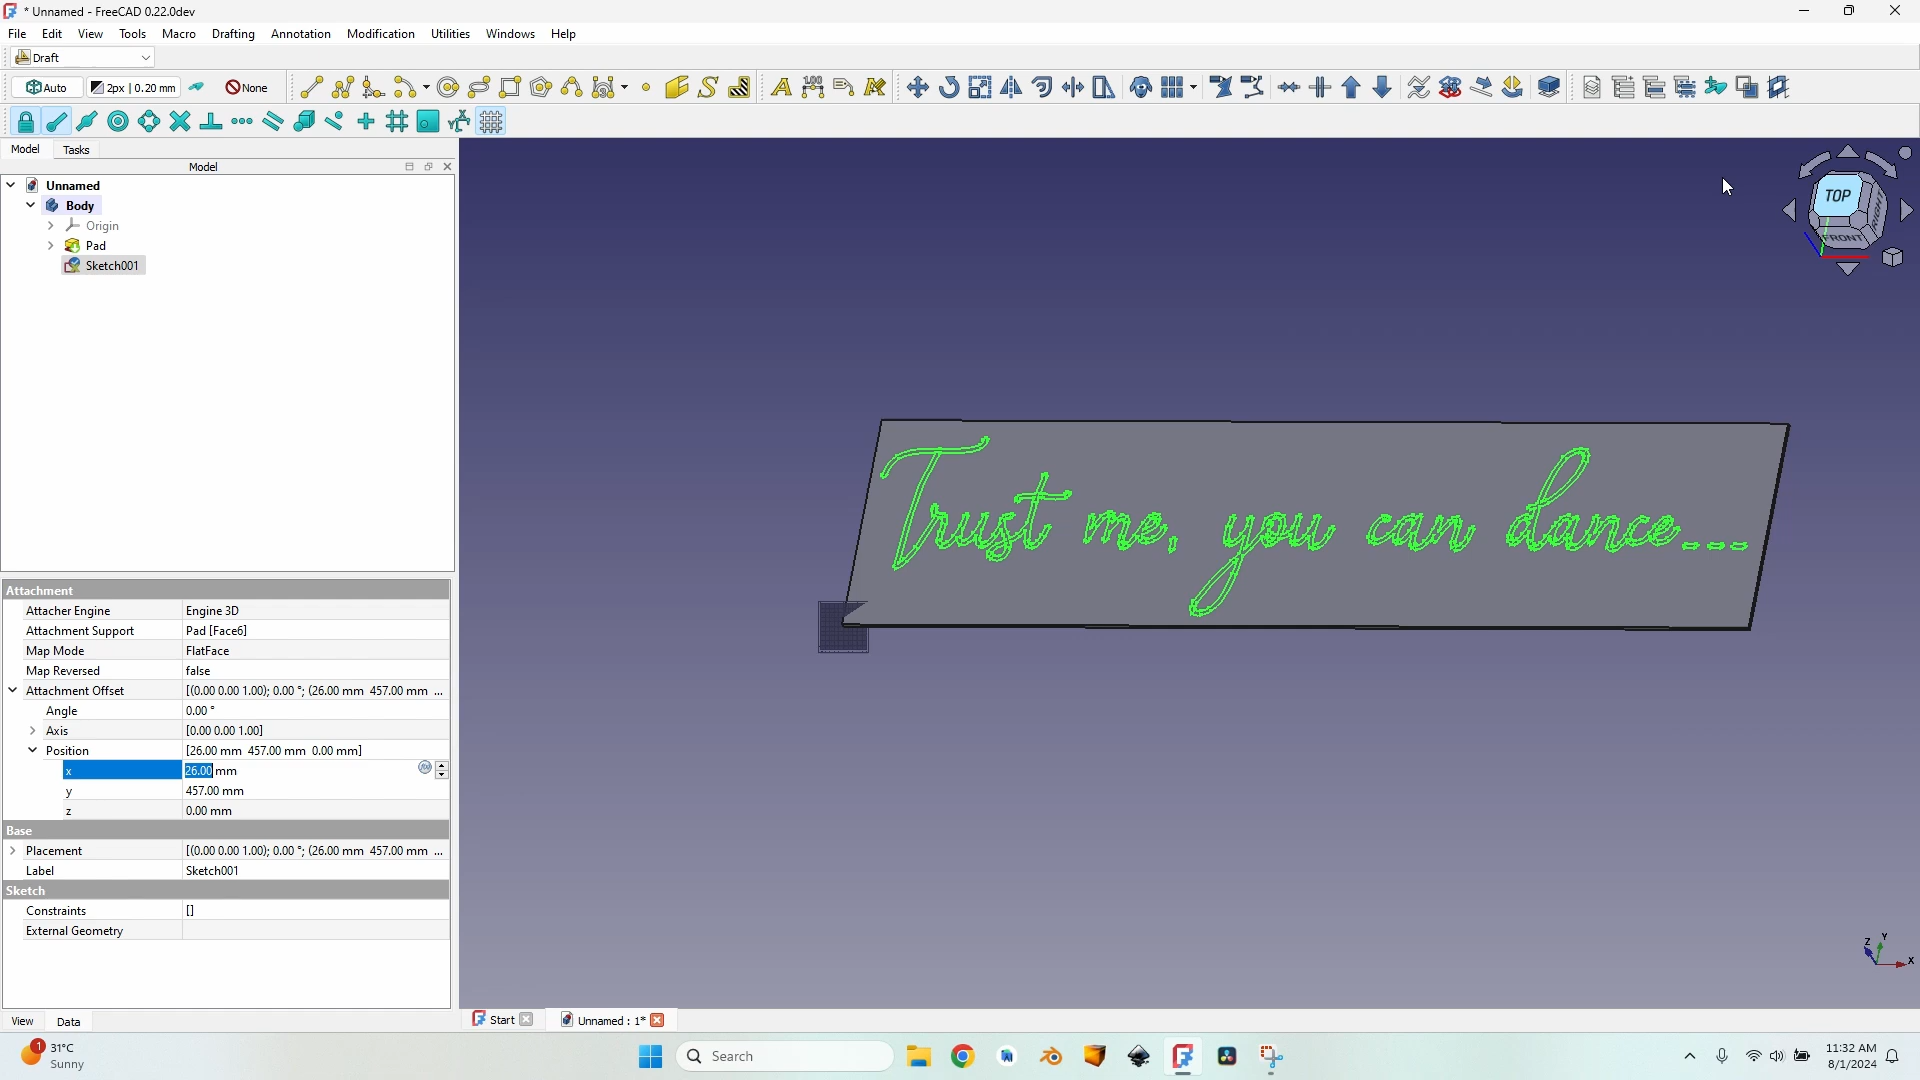 * Unnamed - FreeCAD 0.22.0dev
File Edit View Tools Macro Drafting Annotation Modification Utilities Windows Help
Draft
Auto 2px | 0.20 mm None
Model Tasks
Model
Unnamed
Body
Origin
Pad
Sketch001
TOP
FRONT
RIGHT
Trust me, you can dance...
Attachment
Attacher Engine Engine 3D
Attachment Support Pad [Face6]
Map Mode FlatFace
Map Reversed false
Attachment Offset [(0.00 0.00 1.00); 0.00 °; (26.00 mm 457.00 mm ...
Angle 0.00 °
Axis [0.00 0.00 1.00]
Position [26.00 mm 457.00 mm 0.00 mm]
x 26.00 mm
y 457.00 mm
z 0.00 mm
Base
Placement [(0.00 0.00 1.00); 0.00 °; (26.00 mm 457.00 mm ...
Label Sketch001
Sketch
Constraints []
External Geometry
Z Y X
View Data
Start Unnamed : 1*
1 31°C
Sunny
Search
11:32 AM
8/1/2024